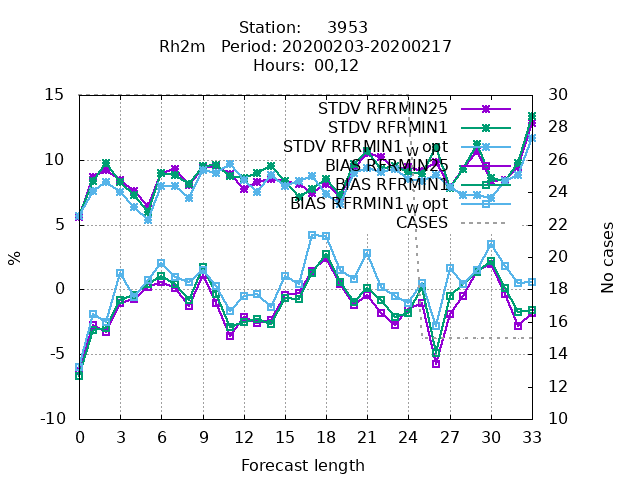 Station: 3953
Rh2m Period: 20200203-20200217
Hours: 00,12
STDV RFRMIN25
STDV RFRMIN1
STDV RFRMIN1_w opt
BIAS RFRMIN25
BIAS RFRMIN1
BIAS RFRMIN1_w opt
CASES
15
10
5
0
-5
-10
%
30
28
26
24
22
20
18
16
14
12
10
No cases
0 3 6 9 12 15 18 21 24 27 30 33
Forecast length